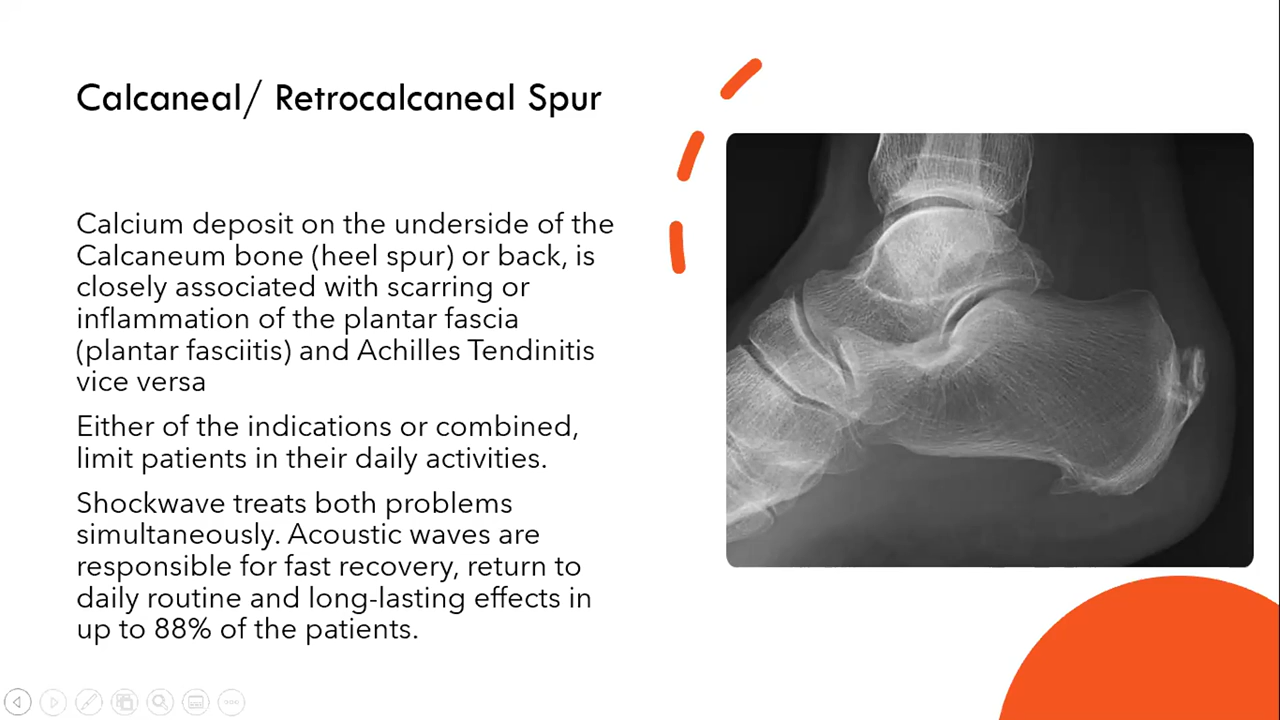 Calcaneal/ Retrocalcaneal Spur
Calcium deposit on the underside of the
Calcaneum bone (heel spur) or back, is
closely associated with scarring or
inflammation of the plantar fascia
(plantar fasciitis) and Achilles Tendinitis
vice versa
Either of the indications or combined,
limit patients in their daily activities.
Shockwave treats both problems
simultaneously. Acoustic waves are
responsible for fast recovery, return to
daily routine and long-lasting effects in
up to 88% of the patients.